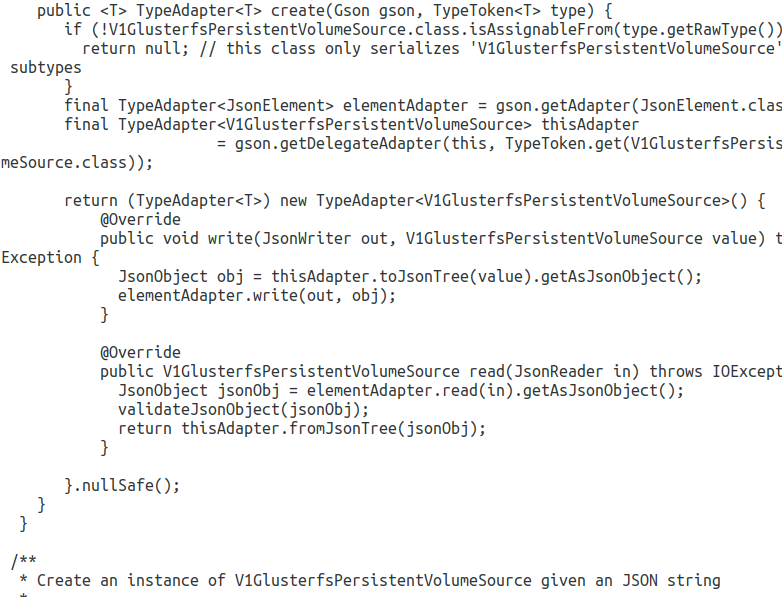 public <T> TypeAdapter<T> create(Gson gson, TypeToken<T> type) {
if (!V1GlusterfsPersistentVolumeSource.class.isAssignableFrom(type.getRawType())
return null; // this class only serializes 'V1GlusterfsPersistentVolumeSource'
subtypes
}
final TypeAdapter<JsonElement> elementAdapter = gson.getAdapter(JsonElement.clas
final TypeAdapter<V1GlusterfsPersistentVolumeSource> thisAdapter
= gson.getDelegateAdapter(this, TypeToken.get(V1GlusterfsPersis
meSource.class));
return (TypeAdapter<T>) new TypeAdapter<V1GlusterfsPersistentVolumeSource>() {
@Override
public void write(JsonWriter out, V1GlusterfsPersistentVolumeSource value) t
Exception {
JsonObject obj = thisAdapter.toJsonTree(value).getAsJsonObject();
elementAdapter.write(out, obj);
}
@Override
public V1GlusterfsPersistentVolumeSource read(JsonReader in) throws IOExcept
JsonObject jsonObj = elementAdapter.read(in).getAsJsonObject();
validateJsonObject(jsonObj);
return thisAdapter.fromJsonTree(jsonObj);
}
}.nullSafe();
}
}
/**
* Create an instance of V1GlusterfsPersistentVolumeSource given an JSON string
*